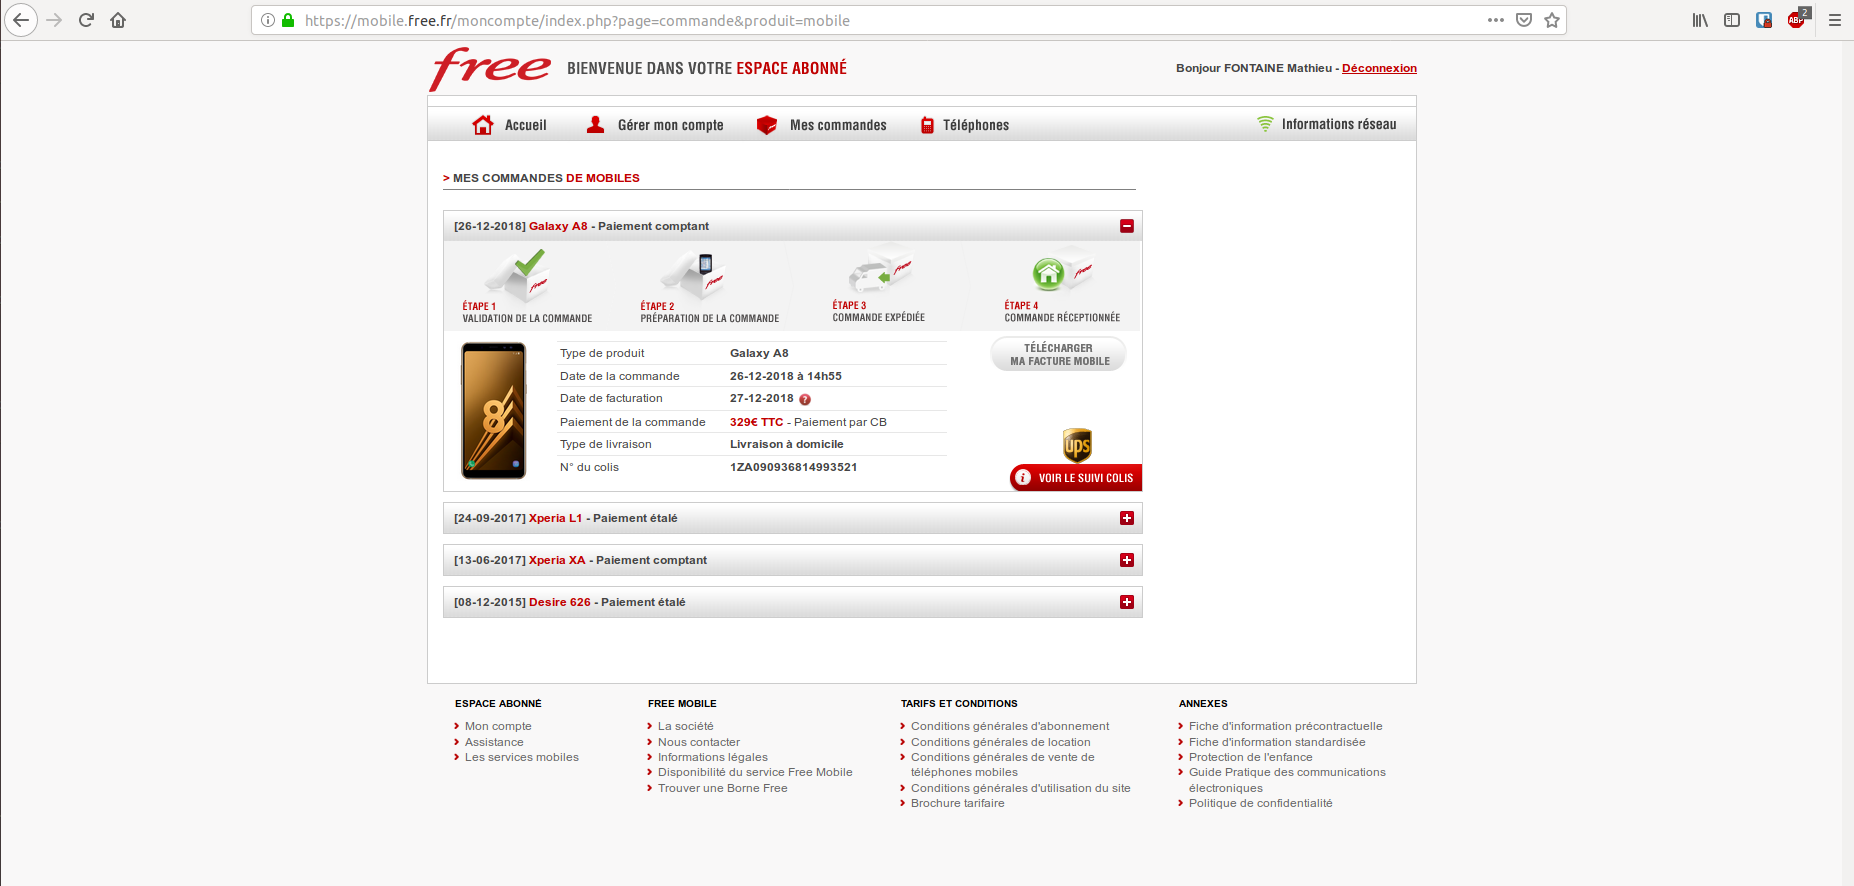 https://mobile.free.fr/moncompte/index.php?page=commande&produit=mobile
ABP
2
free BIENVENUE DANS VOTRE ESPACE ABONNÉ
Bonjour FONTAINE Mathieu - Déconnexion
Accueil Gérer mon compte Mes commandes Téléphones Informations réseau
> MES COMMANDES DE MOBILES
[26-12-2018] Galaxy A8 - Paiement comptant
free free free free
ÉTAPE 1
VALIDATION DE LA COMMANDE
ÉTAPE 2
PRÉPARATION DE LA COMMANDE
ÉTAPE 3
COMMANDE EXPÉDIÉE
ÉTAPE 4
COMMANDE RÉCEPTIONNÉE
8
Type de produit Galaxy A8
Date de la commande 26-12-2018 à 14h55
Date de facturation 27-12-2018 ?
Paiement de la commande 329€ TTC - Paiement par CB
Type de livraison Livraison à domicile
N° du colis 1ZA090936814993521
TÉLÉCHARGER
MA FACTURE MOBILE
ups
i VOIR LE SUIVI COLIS
[24-09-2017] Xperia L1 - Paiement étalé
[13-06-2017] Xperia XA - Paiement comptant
[08-12-2015] Desire 626 - Paiement étalé
ESPACE ABONNÉ
Mon compte
Assistance
Les services mobiles
FREE MOBILE
La société
Nous contacter
Informations légales
Disponibilité du service Free Mobile
Trouver une Borne Free
TARIFS ET CONDITIONS
Conditions générales d'abonnement
Conditions générales de location
Conditions générales de vente de
téléphones mobiles
Conditions générales d'utilisation du site
Brochure tarifaire
ANNEXES
Fiche d'information précontractuelle
Fiche d'information standardisée
Protection de l'enfance
Guide Pratique des communications
électroniques
Politique de confidentialité